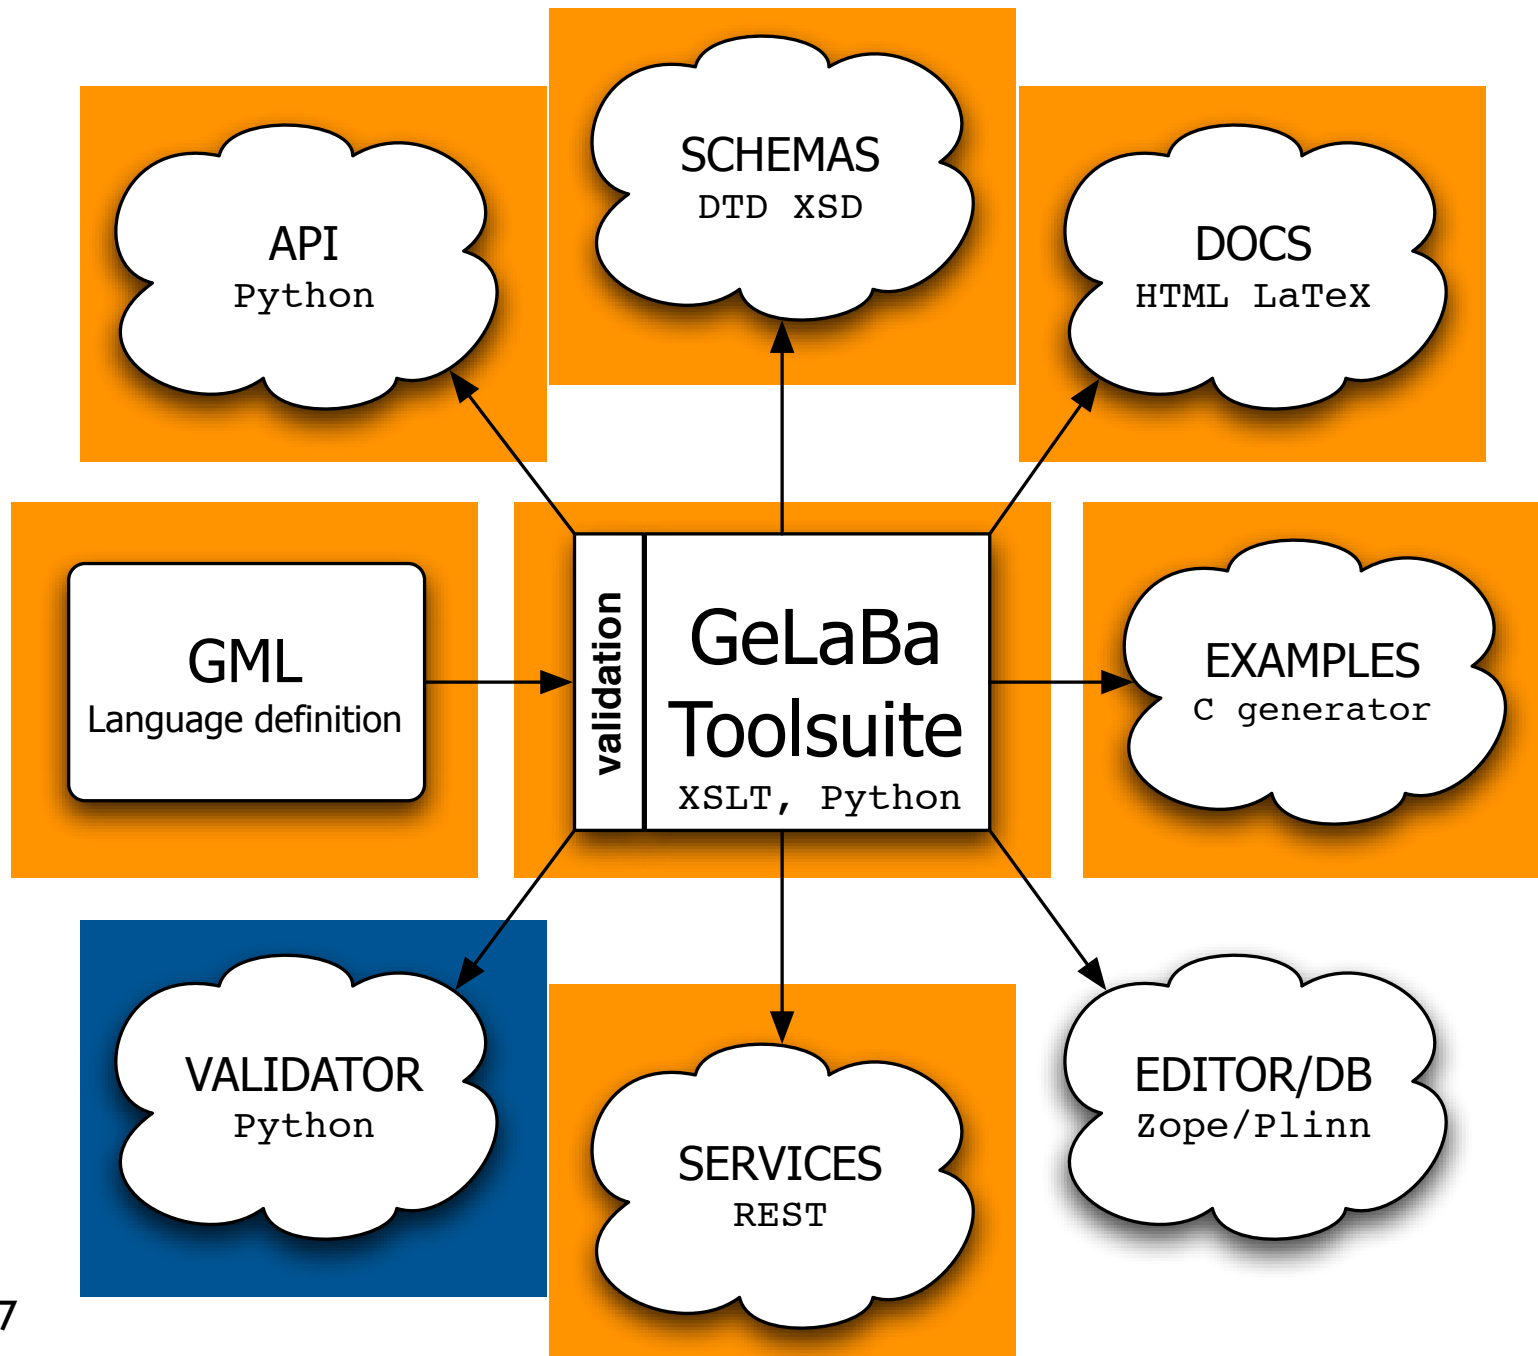 SCHEMAS
DTD XSD
API
Python
DOCS
HTML LaTeX
GML
Language definition
validation
GeLaBa
Toolsuite
XSLT, Python
EXAMPLES
C generator
VALIDATOR
Python
SERVICES
REST
EDITOR/DB
Zope/Plinn
7